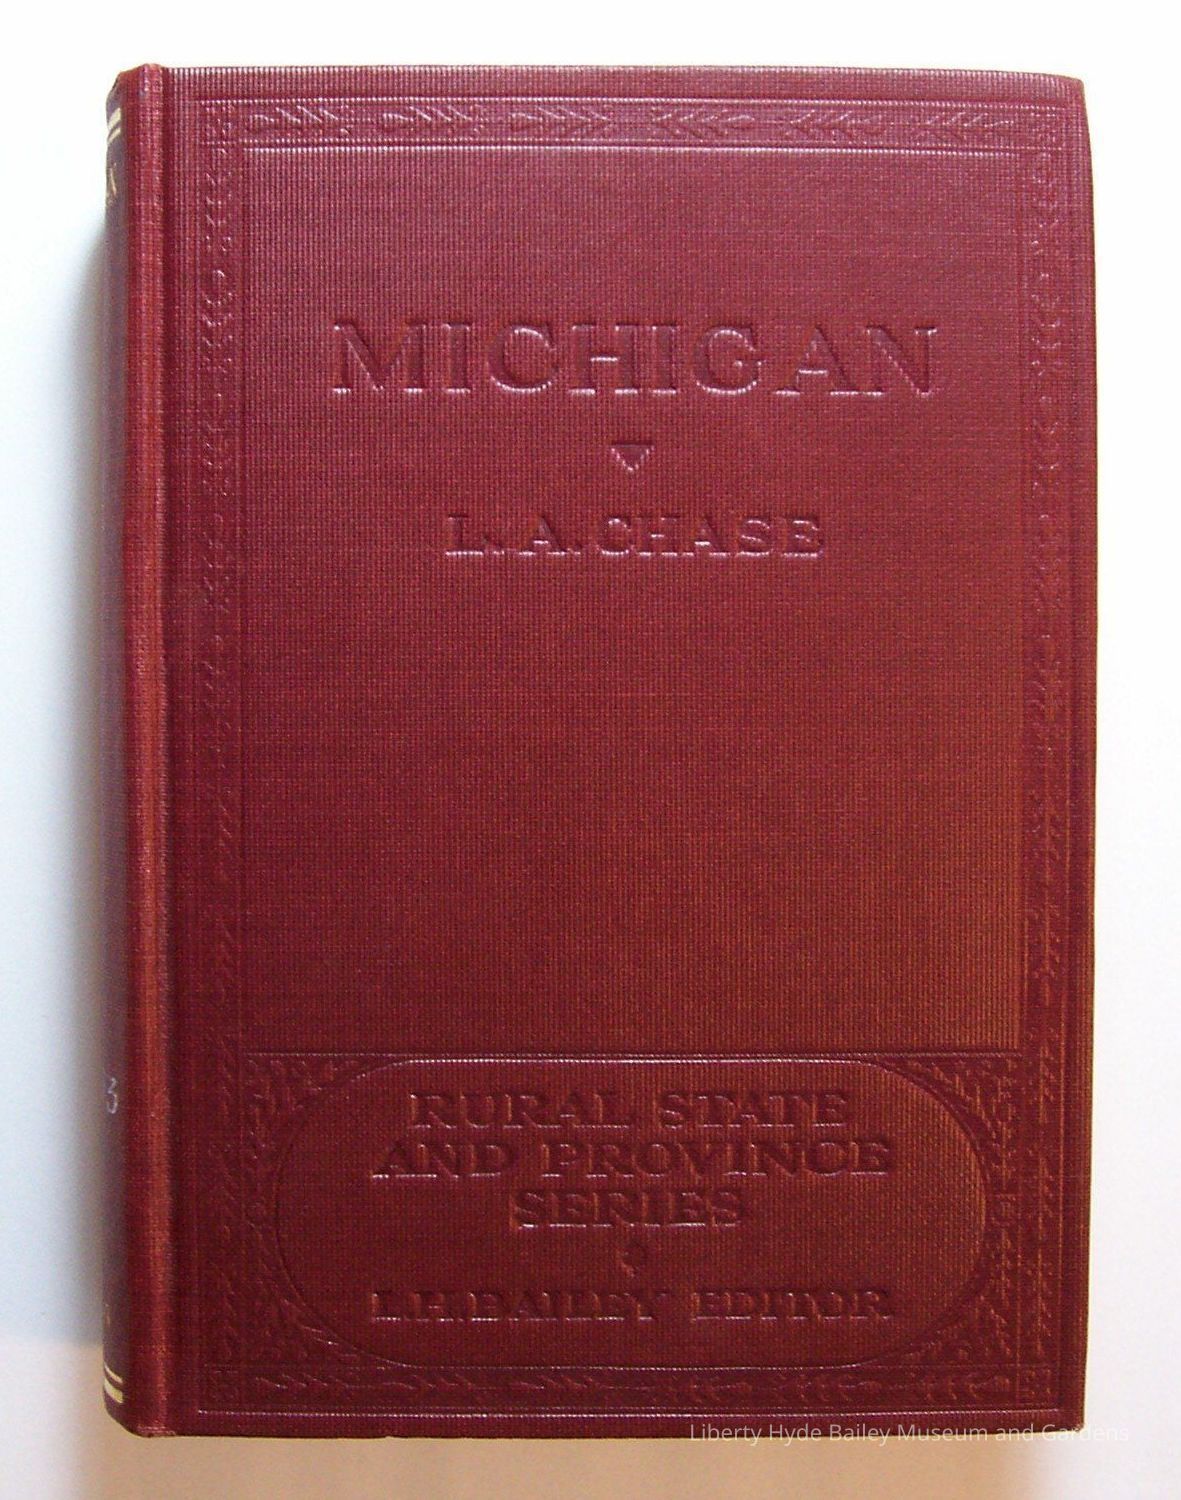 MICHIGAN
L. A. CHASE
RURAL STATE
AND PROVINCE
SERIES
L. H. BAILEY EDITOR
Liberty Hyde Bailey Museum and Gardens